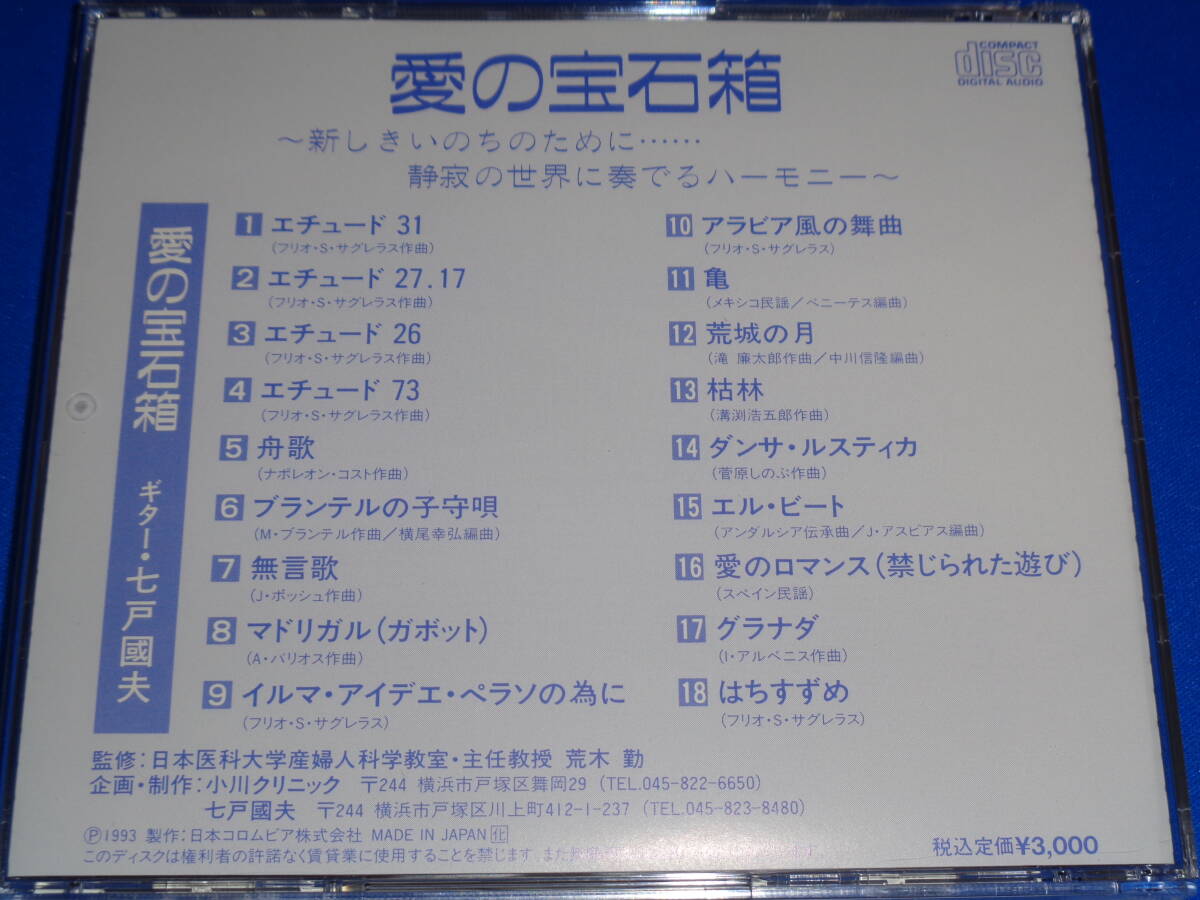 愛の宝石箱
COMPACT
disc
DIGITAL AUDIO
〜新しきいのちのために……
静寂の世界に奏でるハーモニー〜
愛の宝石箱 ギター・七戸國夫
1 エチュード 31
(フリオ・S・サグレラス作曲)
2 エチュード 27.17
(フリオ・S・サグレラス作曲)
3 エチュード 26
(フリオ・S・サグレラス作曲)
4 エチュード 73
(フリオ・S・サグレラス作曲)
5 舟歌
(ナポレオン・コスト作曲)
6 ブランテルの子守唄
(M・ブランテル作曲／横尾幸弘編曲)
7 無言歌
(J・ボッシュ作曲)
8 マドリガル(ガボット)
(A・バリオス作曲)
9 イルマ・アイデエ・ペラソの為に
(フリオ・S・サグレラス)
10 アラビア風の舞曲
(フリオ・S・サグレラス)
11 亀
(メキシコ民謡／ベニーテス編曲)
12 荒城の月
(滝 廉太郎作曲／中川信隆編曲)
13 枯林
(溝渕浩五郎作曲)
14 ダンサ・ルスティカ
(菅原しのぶ作曲)
15 エル・ビート
(アンダルシア伝承曲／J・アスピアス編曲)
16 愛のロマンス(禁じられた遊び)
(スペイン民謡)
17 グラナダ
(I・アルベニス作曲)
18 はちすずめ
(フリオ・S・サグレラス)
監修：日本医科大学産婦人科学教室・主任教授 荒木 勤
企画・制作：小川クリニック 〒244 横浜市戸塚区舞岡29 (TEL.045-822-6650)
七戸國夫 〒244 横浜市戸塚区川上町412-1-237 (TEL.045-823-8480)
Ⓟ1993 製作：日本コロムビア株式会社 MADE IN JAPAN 化
このディスクは権利者の許諾なく賃貸業に使用することを禁じます。また無断
税込定価¥3,000